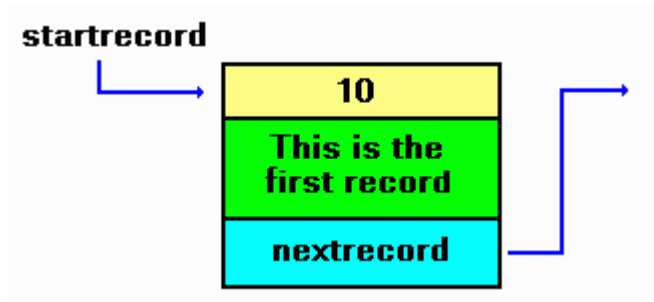 startrecord
10
This is the
first record
nextrecord